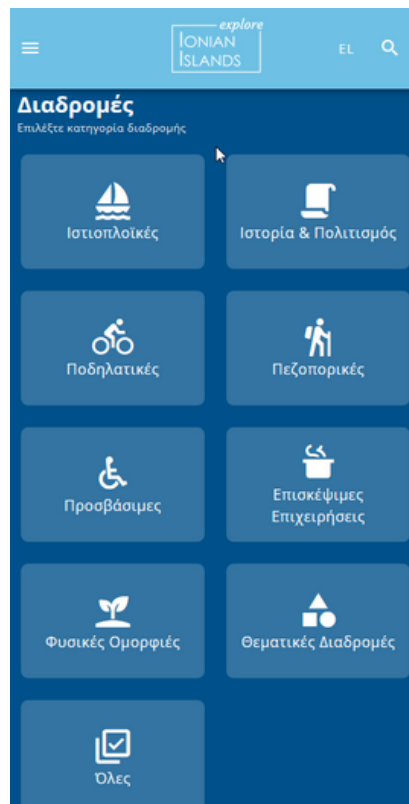 explore
IONIAN
ISLANDS
EL
Διαδρομές
Επιλέξτε κατηγορία διαδρομής
Ιστιοπλοϊκές
Ιστορία & Πολιτισμός
Ποδηλατικές
Πεζοπορικές
Προσβάσιμες
Επισκέψιμες
Επιχειρήσεις
Φυσικές Ομορφιές
Θεματικές Διαδρομές
Όλες